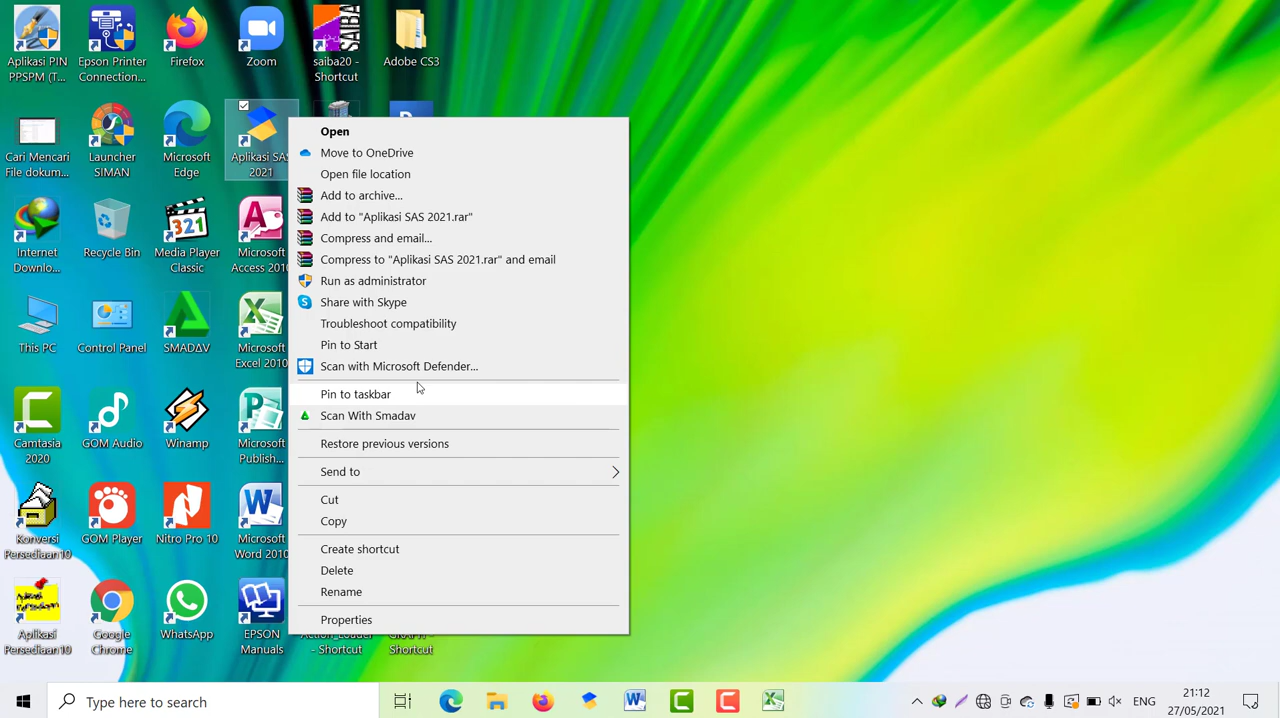 Aplikasi PIN
PPSPM (T...
Epson Printer
Connection...
Firefox
Zoom
SAIBA
saiba20 -
Shortcut
Adobe CS3
Cari Mencari
File dokum...
Launcher
SIMAN
Microsoft
Edge
Aplikasi SAS
2021
Internet
Downlo...
Recycle Bin
321
Media Player
Classic
Microsoft
Access 2010
This PC
Control Panel
SMADΔV
Microsoft
Excel 2010
Camtasia
2020
GOM Audio
Winamp
Microsoft
Publish...
Konversi
Persediaan10
GOM Player
Nitro Pro 10
Microsoft
Word 2010
Aplikasi
Persediaan10
Google
Chrome
WhatsApp
EPSON
Manuals
Action_Loader
- Shortcut
Shortcut
Open
Move to OneDrive
Open file location
Add to archive...
Add to "Aplikasi SAS 2021.rar"
Compress and email...
Compress to "Aplikasi SAS 2021.rar" and email
Run as administrator
Share with Skype
Troubleshoot compatibility
Pin to Start
Scan with Microsoft Defender...
Pin to taskbar
Scan With Smadav
Restore previous versions
Send to
Cut
Copy
Create shortcut
Delete
Rename
Properties
Type here to search
ENG
21:12
27/05/2021